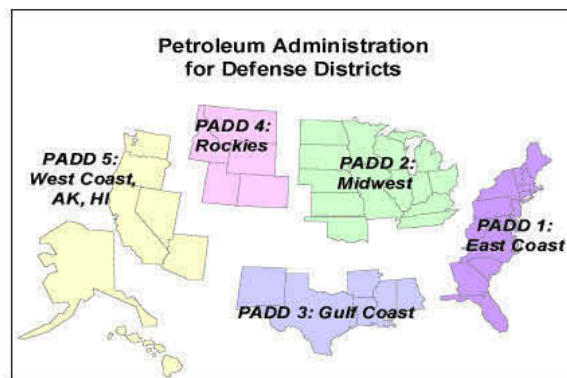 Petroleum Administration
for Defense Districts
PADD 4:
Rockies
PADD 5:
West Coast,
AK, HI
PADD 2:
Midwest
PADD 1:
East Coast
PADD 3: Gulf Coast